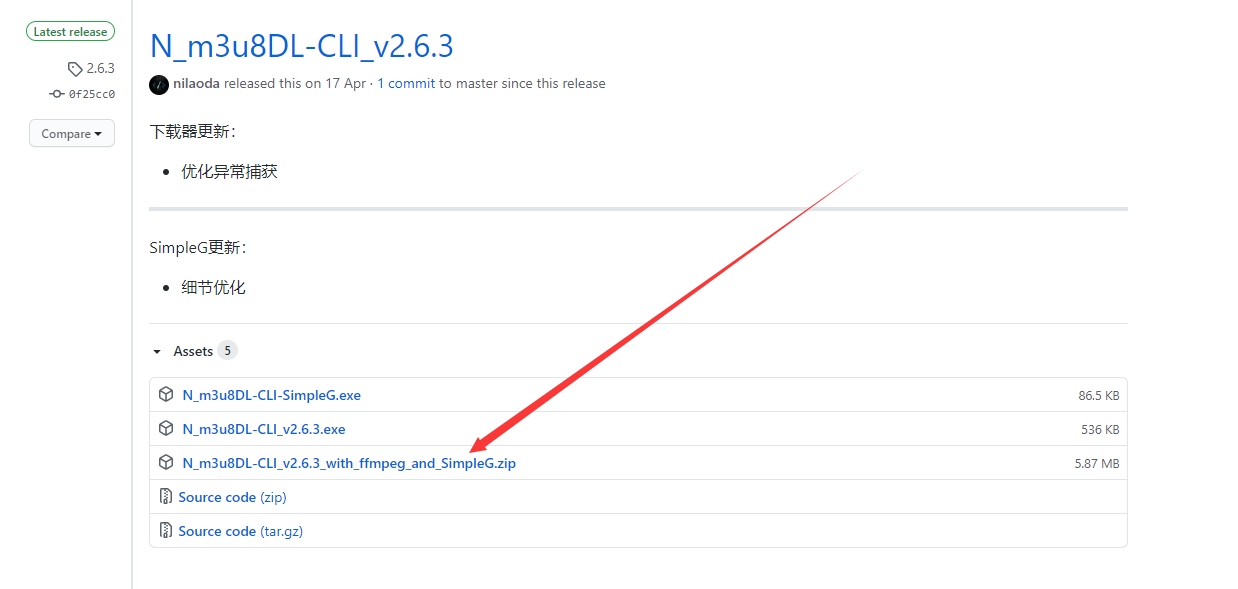 Latest release
2.6.3
0f25cc0
Compare
N_m3u8DL-CLI_v2.6.3
nilaoda released this on 17 Apr · 1 commit to master since this release
下载器更新：
优化异常捕获
SimpleG更新：
细节优化
Assets 5
N_m3u8DL-CLI-SimpleG.exe 86.5 KB
N_m3u8DL-CLI_v2.6.3.exe 536 KB
N_m3u8DL-CLI_v2.6.3_with_ffmpeg_and_SimpleG.zip 5.87 MB
Source code (zip)
Source code (tar.gz)